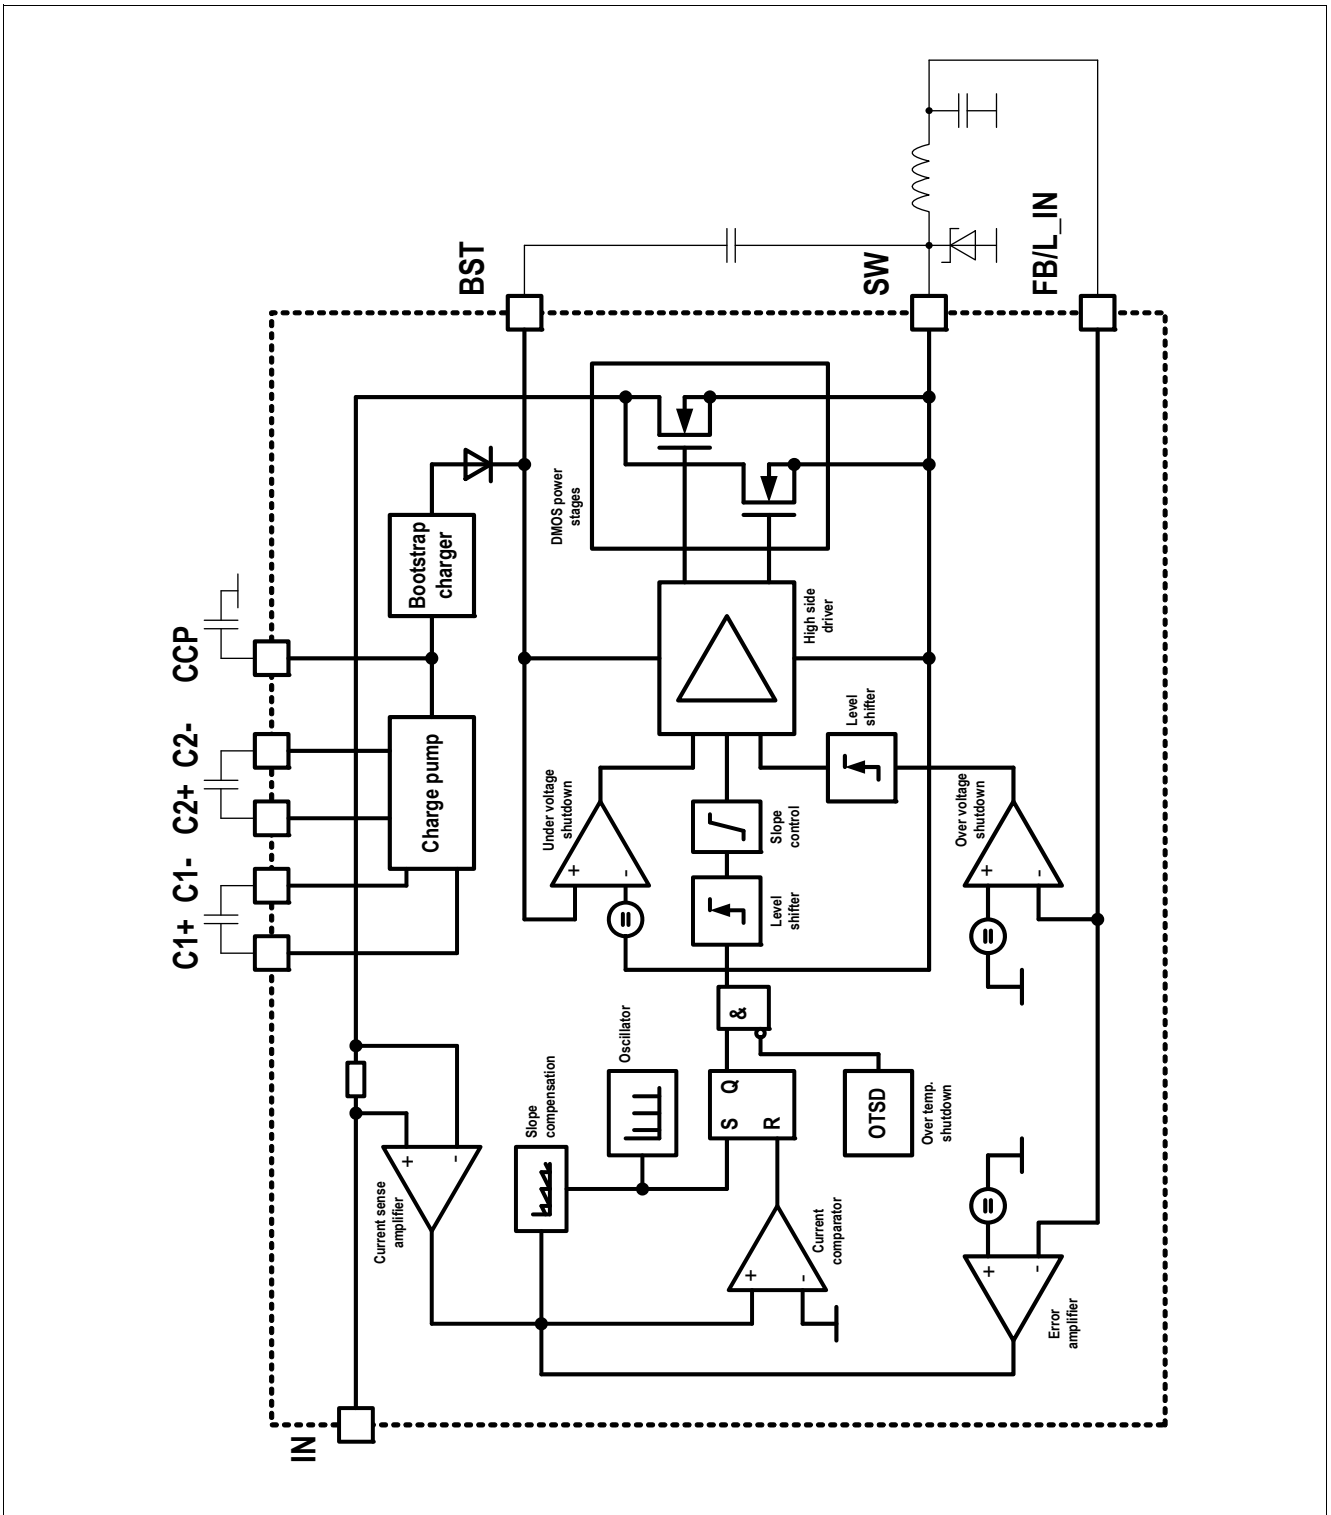 C1+
C1-
C2+
C2-
CCP
BST
SW
FB/L_IN
IN
Bootstrap
charger
Charge pump
DMOS power
stages
High side
driver
Level
shifter
Under voltage
shutdown
+
-
=
Slope
control
Level
shifter
Over voltage
shutdown
+
-
=
&
Oscillator
Slope
compensation
S
Q
R
OTSD
Over temp.
shutdown
Current sense
amplifier
+
-
Current
comparator
+
-
Error
amplifier
+
-
=